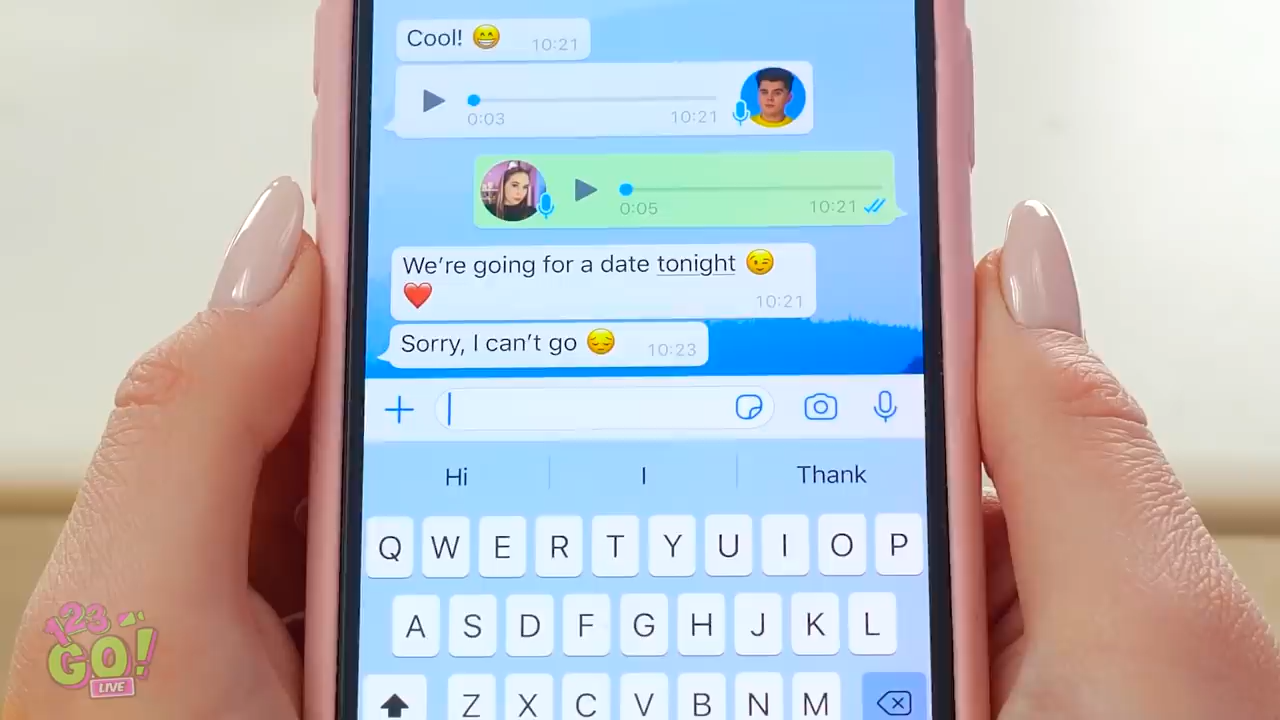 Cool! 😁 10:21
0:03 10:21
0:05 10:21
We're going for a date tonight 😉
❤️ 10:21
Sorry, I can't go 😔 10:23
Hi I Thank
Q W E R T Y U I O P
A S D F G H J K L
Z X C V B N M
123
GO!
LIVE